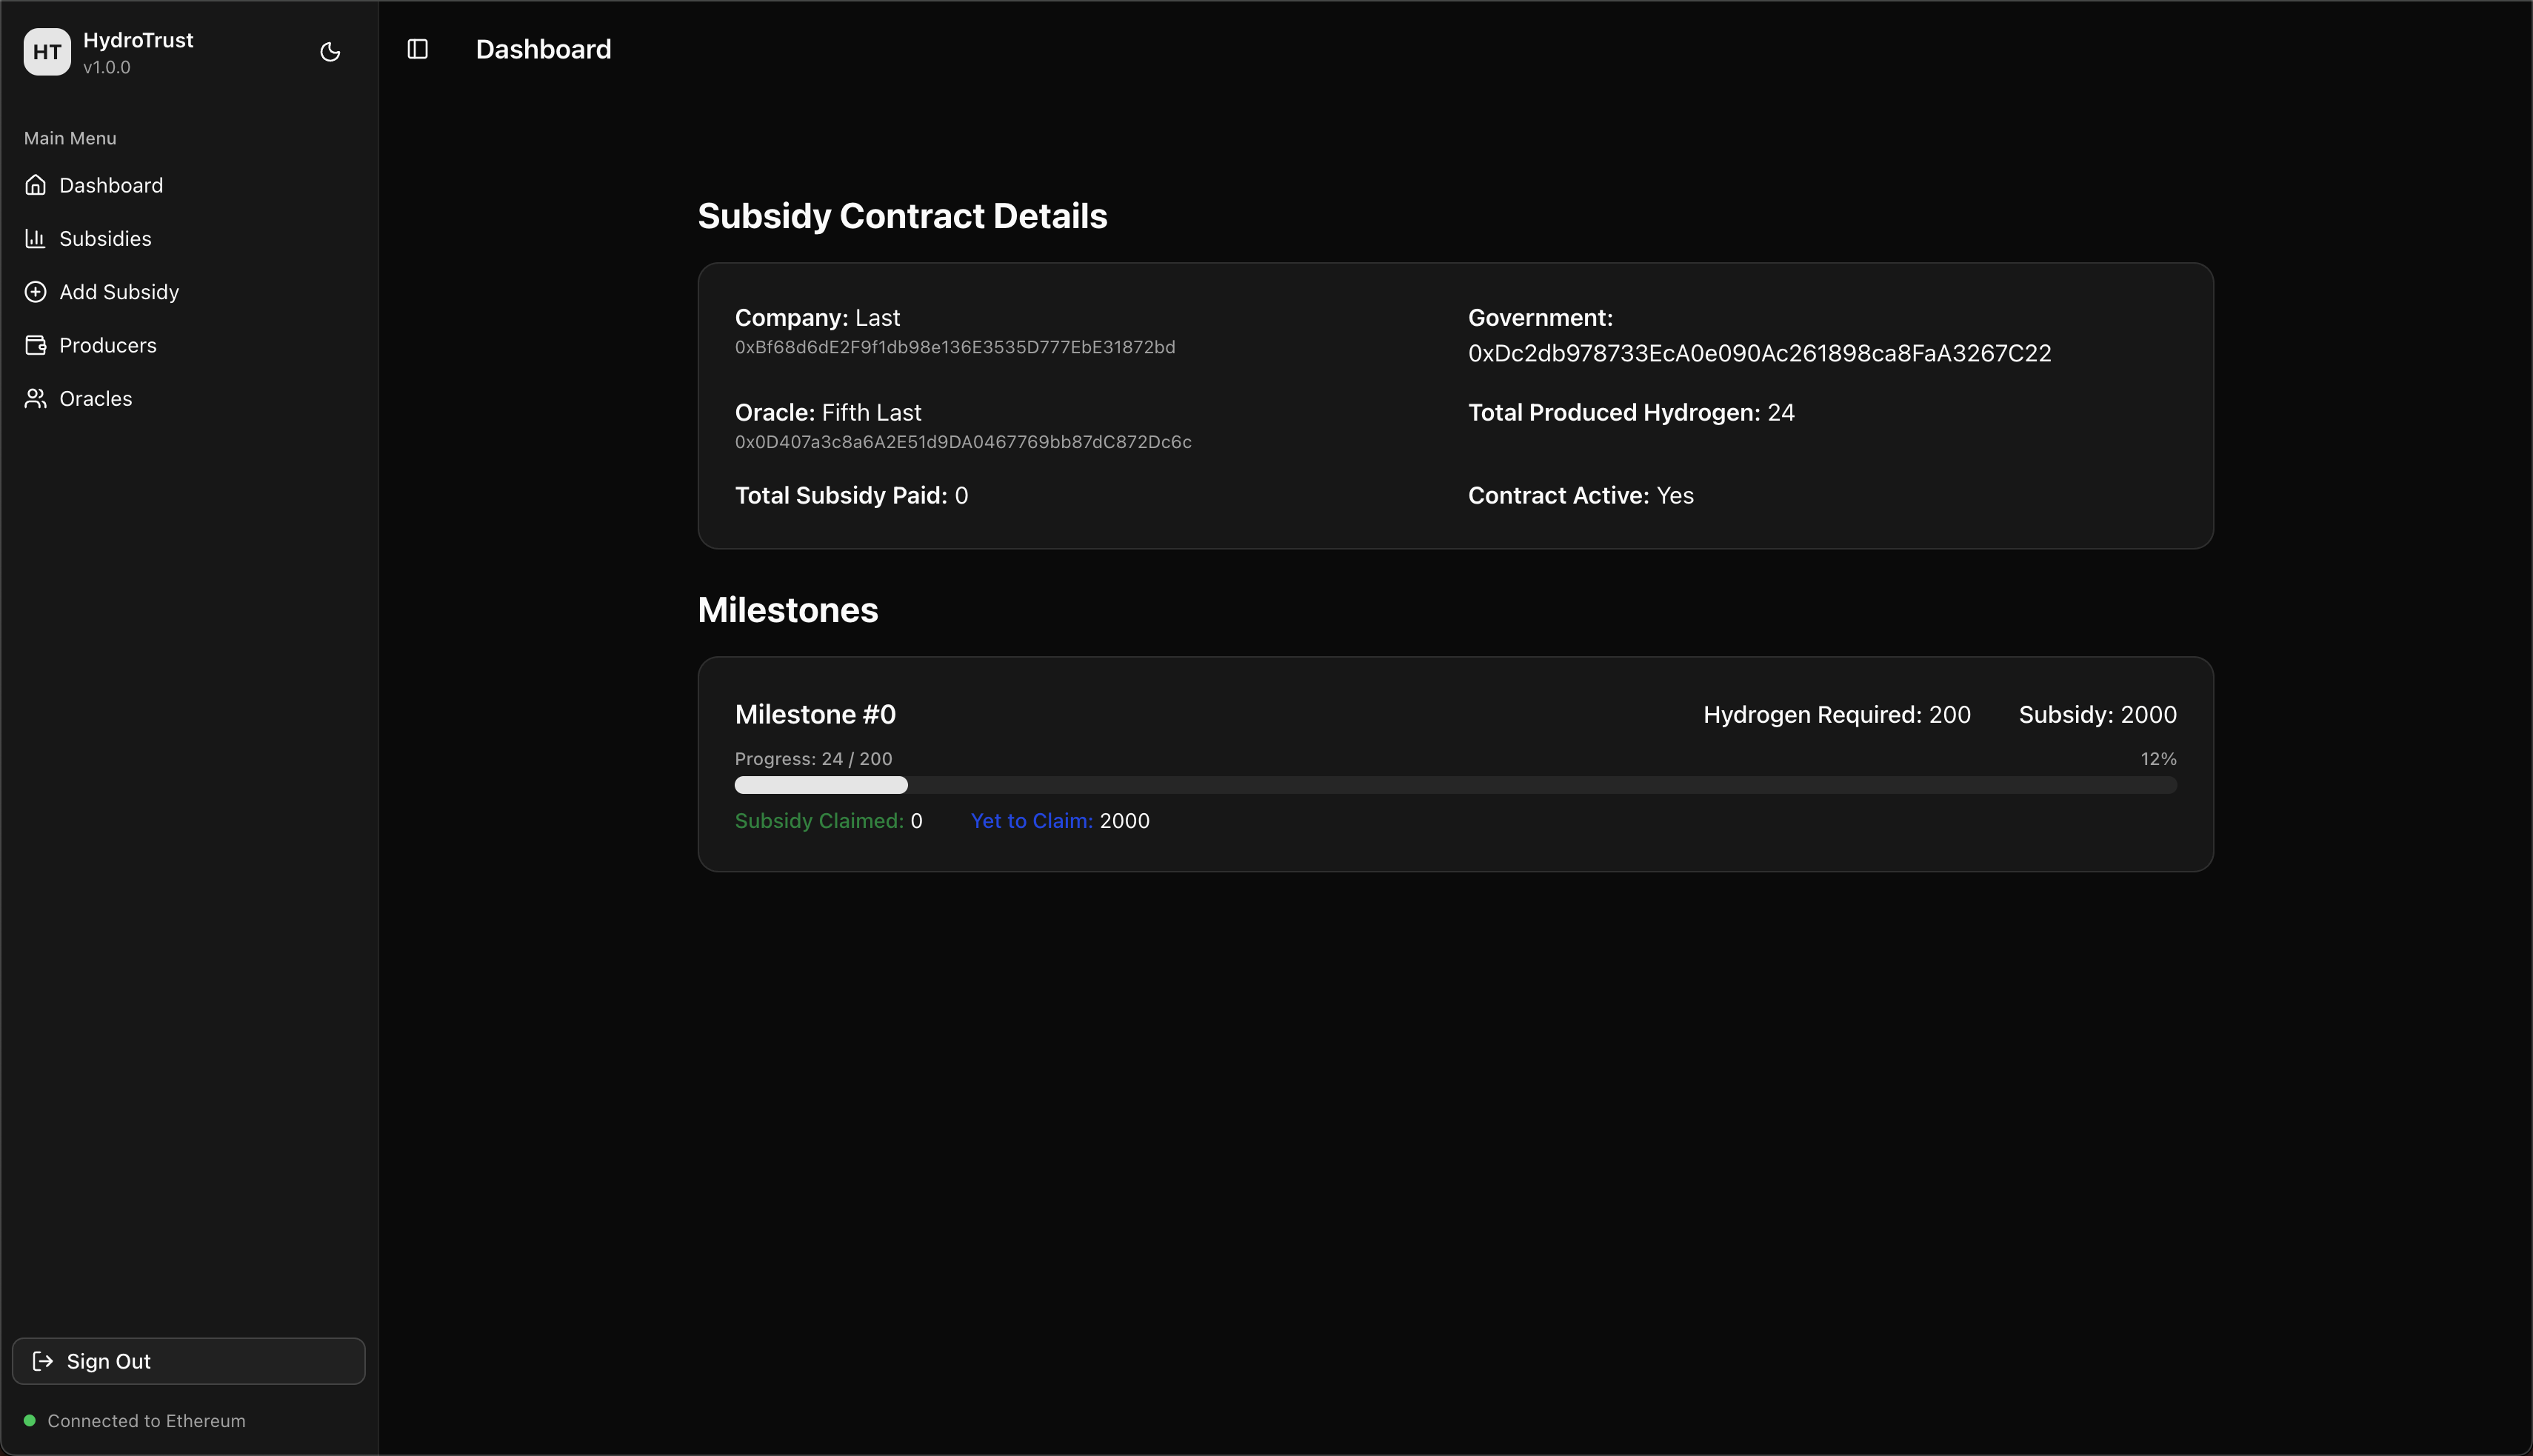 HT
HydroTrust
v1.0.0
Main Menu
Dashboard
Subsidies
Add Subsidy
Producers
Oracles
Sign Out
Connected to Ethereum
Dashboard
Subsidy Contract Details
Company: Last
0xBf68d6dE2F9f1db98e136E3535D777EbE31872bd
Government:
0xDc2db978733EcA0e090Ac261898ca8FaA3267C22
Oracle: Fifth Last
0x0D407a3c8a6A2E51d9DA0467769bb87dC872Dc6c
Total Produced Hydrogen: 24
Total Subsidy Paid: 0
Contract Active: Yes
Milestones
Milestone #0
Hydrogen Required: 200
Subsidy: 2000
Progress: 24 / 200
12%
Subsidy Claimed: 0
Yet to Claim: 2000